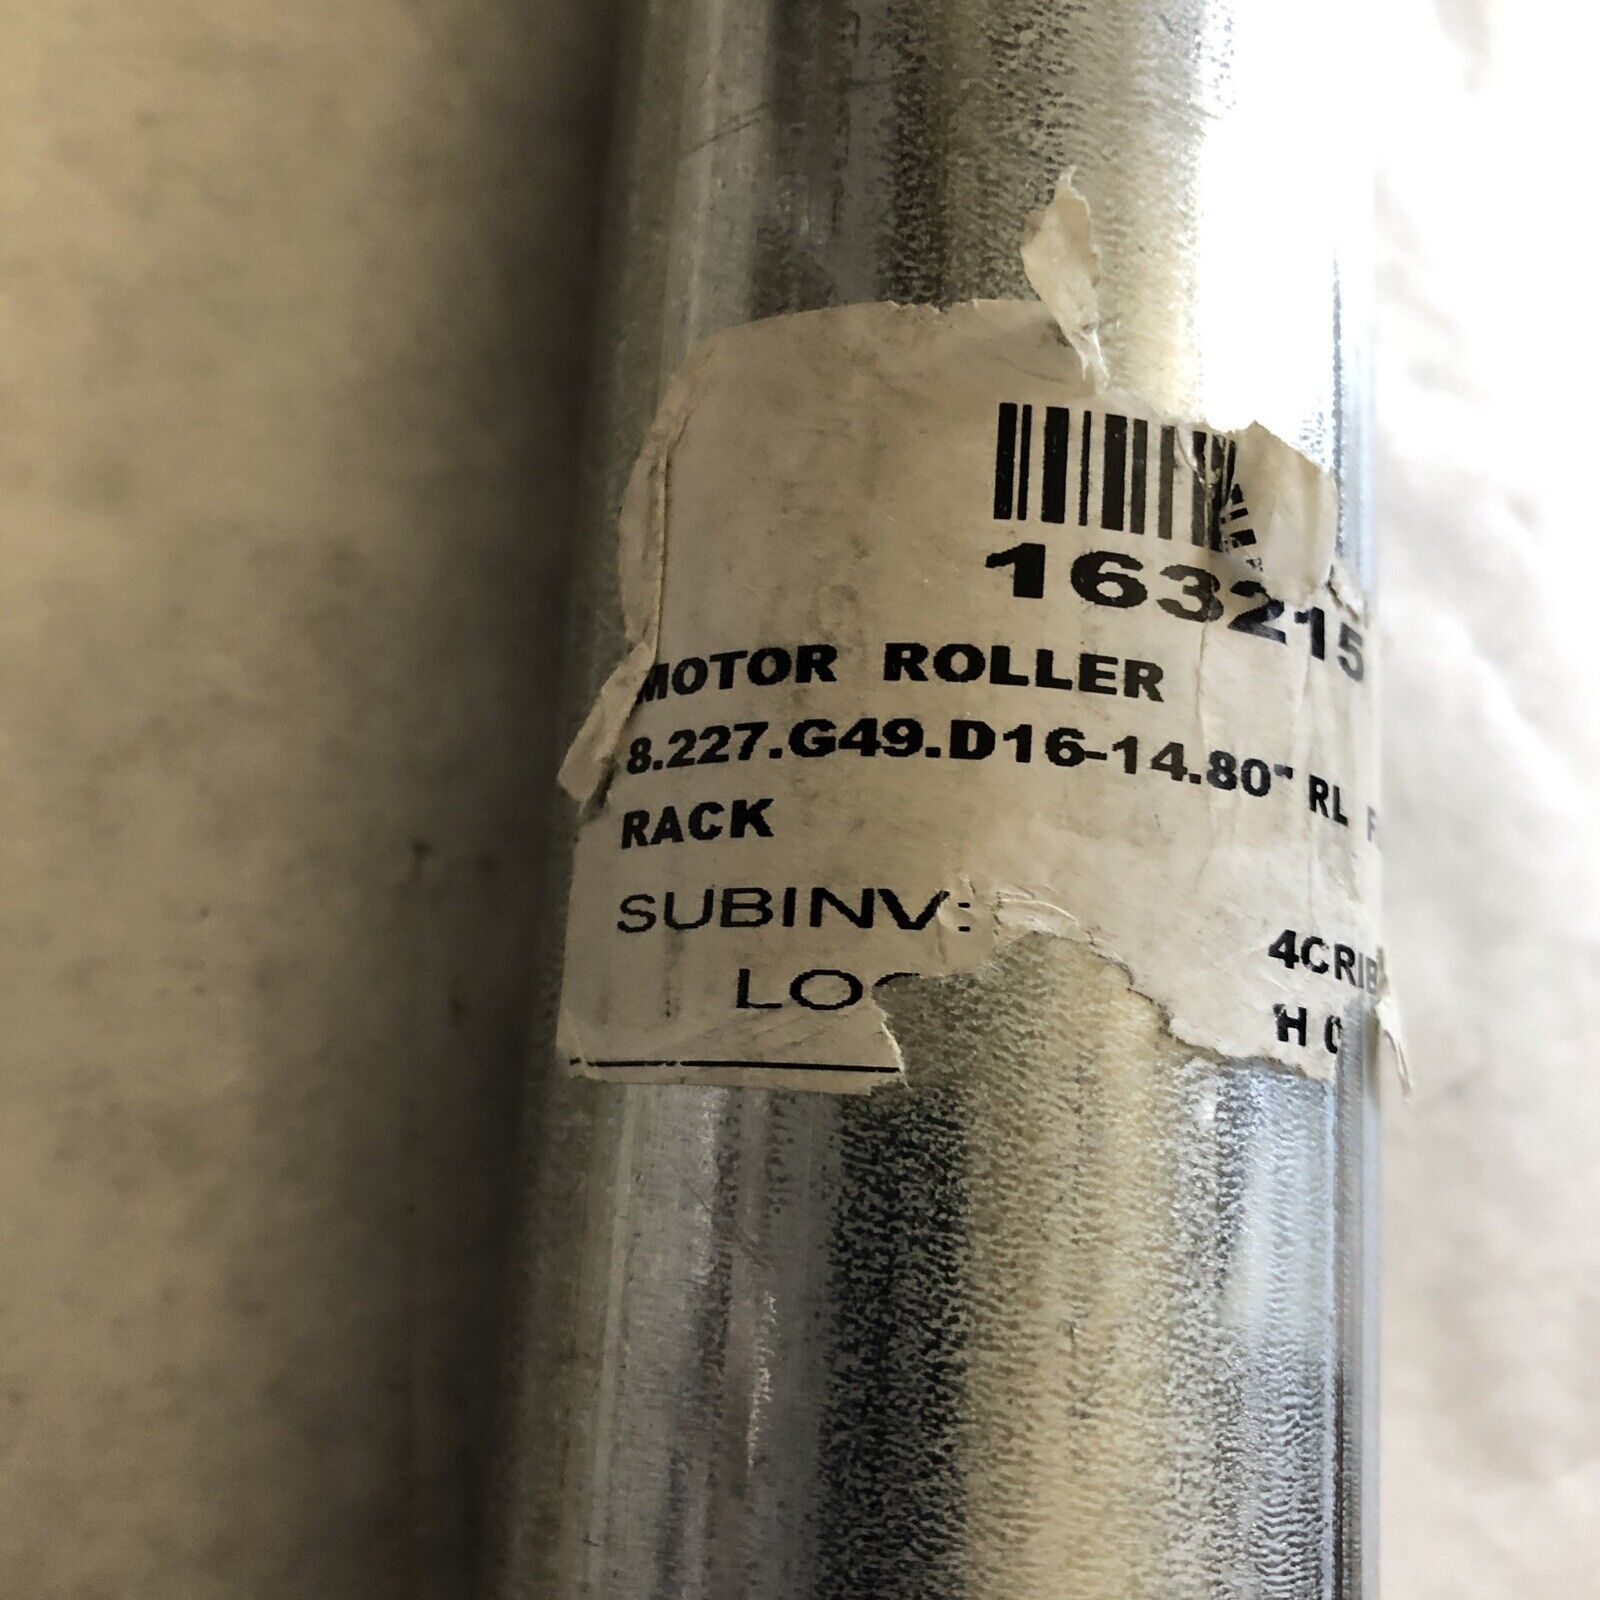 163215
MOTOR ROLLER
8.227.G49.D16-14.80" RL
RACK
SUBINV: 4CRIB
H